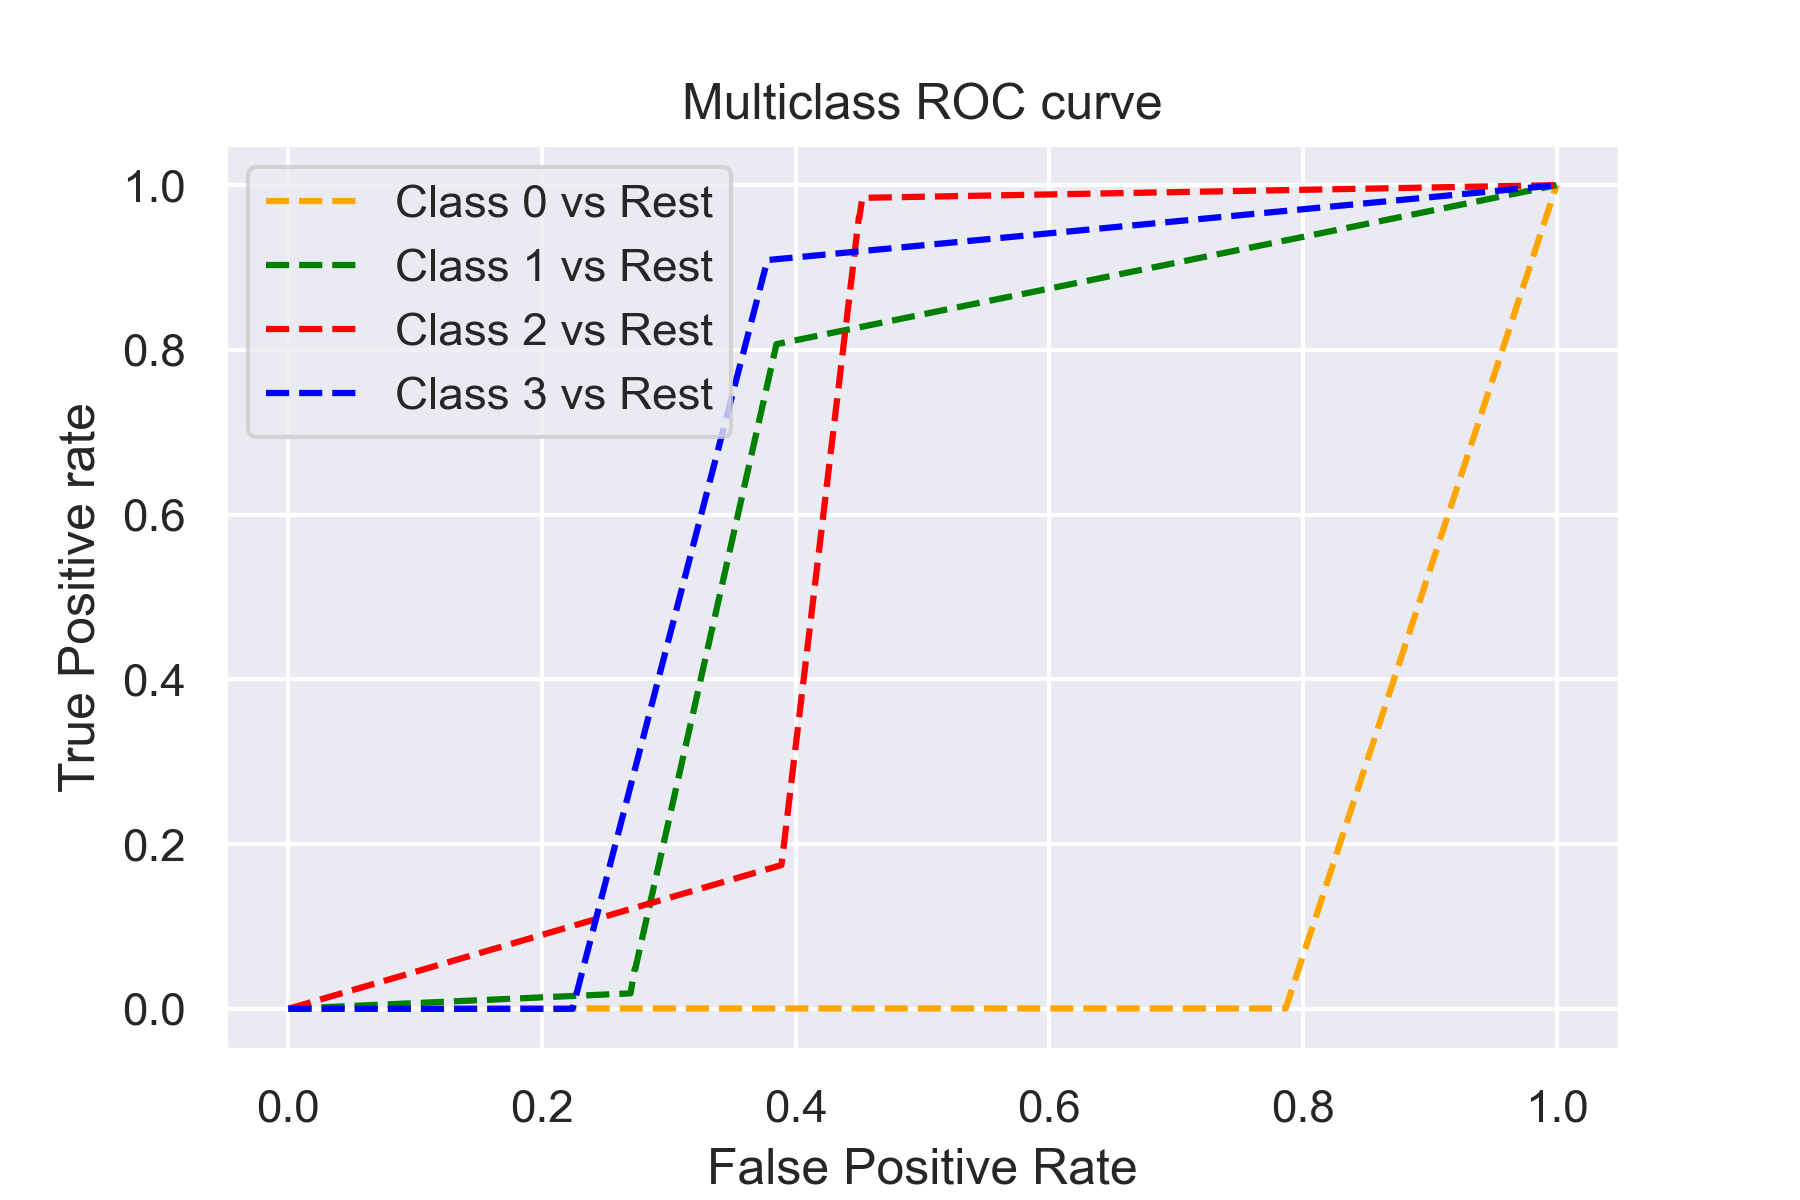 Multiclass ROC curve
Class 0 vs Rest
Class 1 vs Rest
Class 2 vs Rest
Class 3 vs Rest
True Positive rate
1.0
0.8
0.6
0.4
0.2
0.0
0.0 0.2 0.4 0.6 0.8 1.0
False Positive Rate